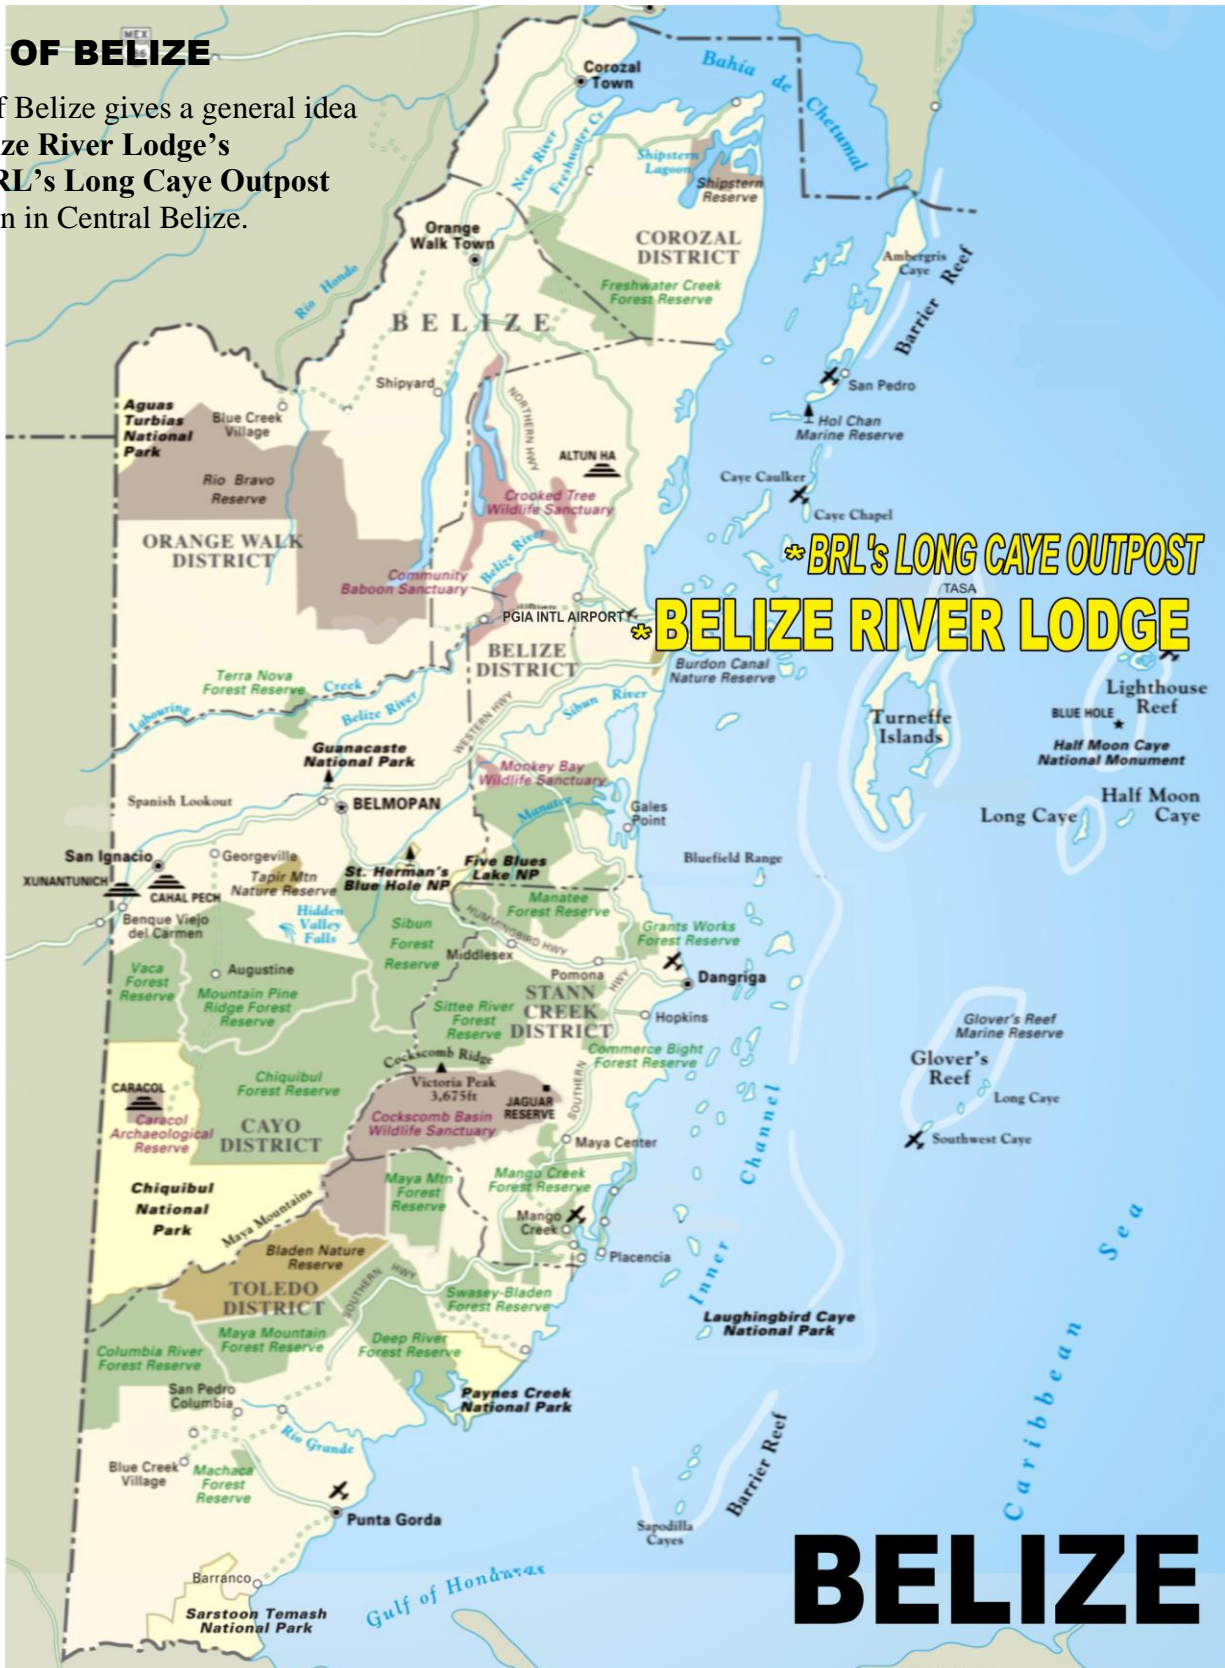 MEX
OF BELIZE
f Belize gives a general idea
ze River Lodge's
RL's Long Caye Outpost
n in Central Belize.
Corozal
Town
Bahía de Chetumal
New River
Freshwater Cr
Shipstern
Lagoon
Shipstern
Reserve
Orange
Walk Town
COROZAL
DISTRICT
Ambergris
Caye
Barrier Reef
Río Hondo
Freshwater Creek
Forest Reserve
BELIZE
Shipyard
San Pedro
Aguas
Turbias
National
Park
Blue Creek
Village
NORTHERN HWY
Hol Chan
Marine Reserve
ALTUN HA
Rio Bravo
Reserve
Caye Caulker
Crooked Tree
Wildlife Sanctuary
Caye Chapel
ORANGE WALK
DISTRICT
Belize River
* BRL's LONG CAYE OUTPOST
Community
Baboon Sanctuary
TASA
PGIA INTL AIRPORT
*BELIZE RIVER LODGE
BELIZE
DISTRICT
Burdon Canal
Nature Reserve
Terra Nova
Forest Reserve
Labouring Creek
Belize River
Sibun River
WESTERN HWY
Lighthouse
Reef
BLUE HOLE
Turneffe
Islands
Half Moon Caye
National Monument
Guanacaste
National Park
Monkey Bay
Wildlife Sanctuary
Spanish Lookout
BELMOPAN
Manatee
Gales
Point
Long Caye
Half Moon
Caye
San Ignacio
Georgeville
XUNANTUNICH
CAHAL PECH
Tapir Mtn
Nature Reserve
St. Herman's
Blue Hole NP
Five Blues
Lake NP
Bluefield Range
Benque Viejo
del Carmen
Hidden
Valley
Falls
Sibun
Forest
Reserve
HUMMINGBIRD HWY
Manatee
Forest Reserve
Grants Works
Forest Reserve
Middlesex
Vaca
Forest
Reserve
Augustine
Pomona
Dangriga
Mountain Pine
Ridge Forest
Reserve
Sittee River
Forest
Reserve
STANN
CREEK
DISTRICT
HWY
Hopkins
Glover's Reef
Marine Reserve
Cockscomb Ridge
Commerce Bight
Forest Reserve
Glover's
Reef
CARACOL
Chiquibul
Forest Reserve
Victoria Peak
3,675ft
JAGUAR
RESERVE
SOUTHERN
Long Caye
Caracol
Archaeological
Reserve
CAYO
DISTRICT
Cockscomb Basin
Wildlife Sanctuary
Maya Center
Southwest Caye
Inner Channel
Chiquibul
National
Park
Maya Mtn
Forest
Reserve
Mango Creek
Forest Reserve
Maya Mountains
Mango
Creek
Placencia
Bladen Nature
Reserve
TOLEDO
DISTRICT
SOUTHERN HWY
Swasey-Bladen
Forest Reserve
Caribbean Sea
Laughingbird Caye
National Park
Columbia River
Forest Reserve
Maya Mountain
Forest Reserve
Deep River
Forest Reserve
San Pedro
Columbia
Paynes Creek
National Park
Rio Grande
Barrier Reef
Blue Creek
Village
Machaca
Forest
Reserve
Punta Gorda
Sapodilla
Cayes
Barranco
Gulf of Honduras
BELIZE
Sarstoon Temash
National Park